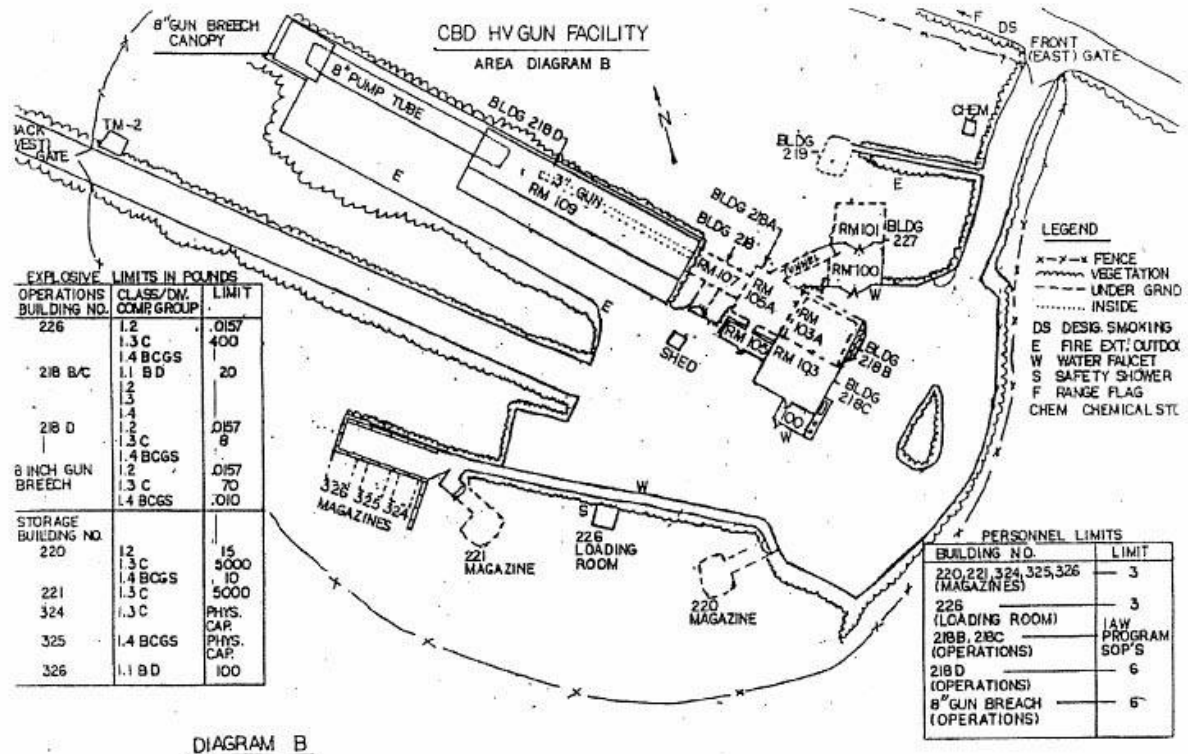 CBD HV GUN FACILITY
AREA DIAGRAM B
8" GUN BREECH
CANOPY
8" PUMP TUBE
BLDG 218 D
3" GUN
RM 109
E
N
F
DS
FRONT
(EAST) GATE
CHEM
BLDG
219
E
TM-2
GATE
BLDG 218A
BLDG 218
RM 107
RM
105A
TUNNEL
RM 101
BLDG
227
RM 100
W
RM
103A
RM 105
RM 103
BLDG
218B
BLDG
218C
100
W
SHED
E
LEGEND
x-x-x FENCE
VEGETATION
UNDER GRND
INSIDE
DS DESIG. SMOKING
E FIRE EXT. OUTDO
W WATER FAUCET
S SAFETY SHOWER
F RANGE FLAG
CHEM CHEMICAL ST
EXPLOSIVE LIMITS IN POUNDS
OPERATIONS BUILDING NO. CLASS/DIV. COMP. GROUP LIMIT
226 1.2 .0157
1.3 C 400
1.4 BCGS
218 B/C 1.1 BD 20
1.2
1.3
1.4
218 D 1.2 .0157
1.3 C 8
1.4 BCGS
8 INCH GUN BREECH 1.2 .0157
1.3 C 70
1.4 BCGS .010
STORAGE
BUILDING NO.
220 1.2 15
1.3 C 5000
1.4 BCGS 10
221 1.3 C 5000
324 1.3 C PHYS. CAP.
325 1.4 BCGS PHYS. CAP.
326 1.1 BD 100
326 325 324
MAGAZINES
221
MAGAZINE
S
226
LOADING
ROOM
W
220
MAGAZINE
PERSONNEL LIMITS
BUILDING NO. LIMIT
220,221,324,325,326 3
(MAGAZINES)
226 3
(LOADING ROOM)
218B, 218C IAW PROGRAM SOP'S
(OPERATIONS)
218D 6
(OPERATIONS)
8" GUN BREACH 6
(OPERATIONS)
DIAGRAM B